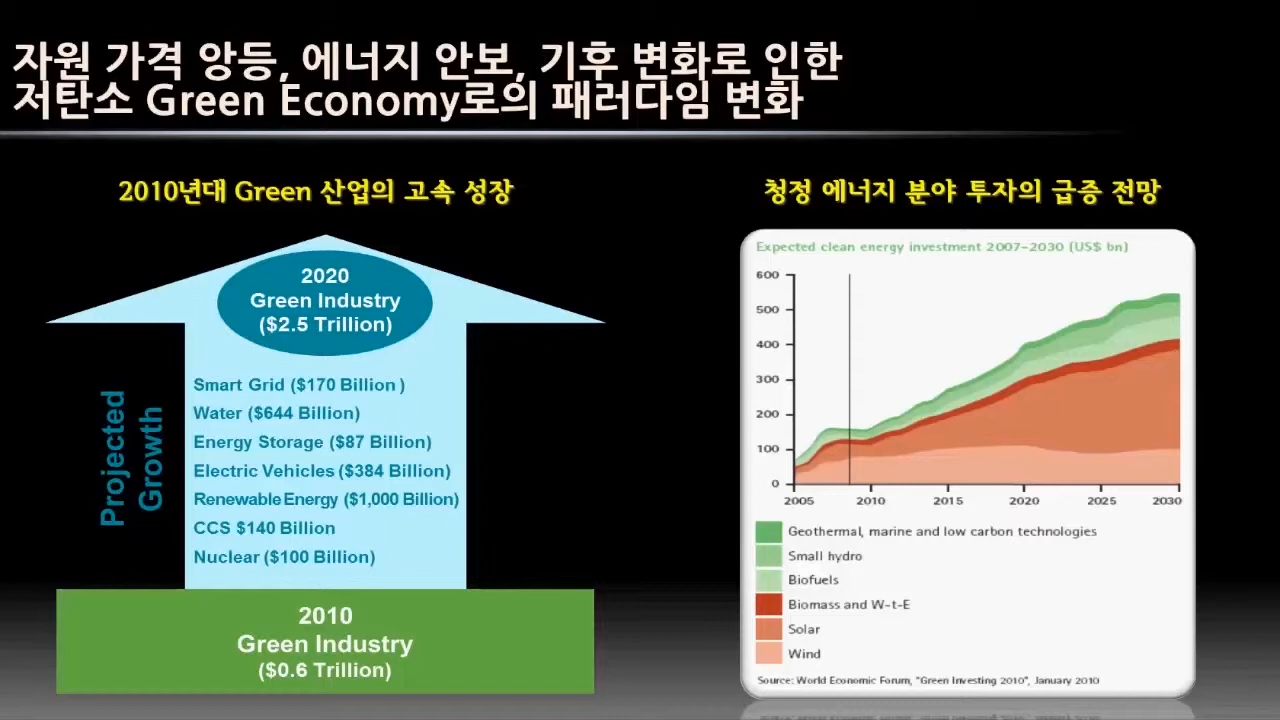 자원 가격 앙등, 에너지 안보, 기후 변화로 인한
저탄소 Green Economy로의 패러다임 변화
2010년대 Green 산업의 고속 성장
2020
Green Industry
($2.5 Trillion)
Projected
Growth
Smart Grid ($170 Billion )
Water ($644 Billion)
Energy Storage ($87 Billion)
Electric Vehicles ($384 Billion)
Renewable Energy ($1,000 Billion)
CCS $140 Billion
Nuclear ($100 Billion)
2010
Green Industry
($0.6 Trillion)
청정 에너지 분야 투자의 급증 전망
Expected clean energy investment 2007–2030 (US$ bn)
600
500
400
300
200
100
0
2005 2010 2015 2020 2025 2030
Geothermal, marine and low carbon technologies
Small hydro
Biofuels
Biomass and W-t-E
Solar
Wind
Source: World Economic Forum, "Green Investing 2010", January 2010